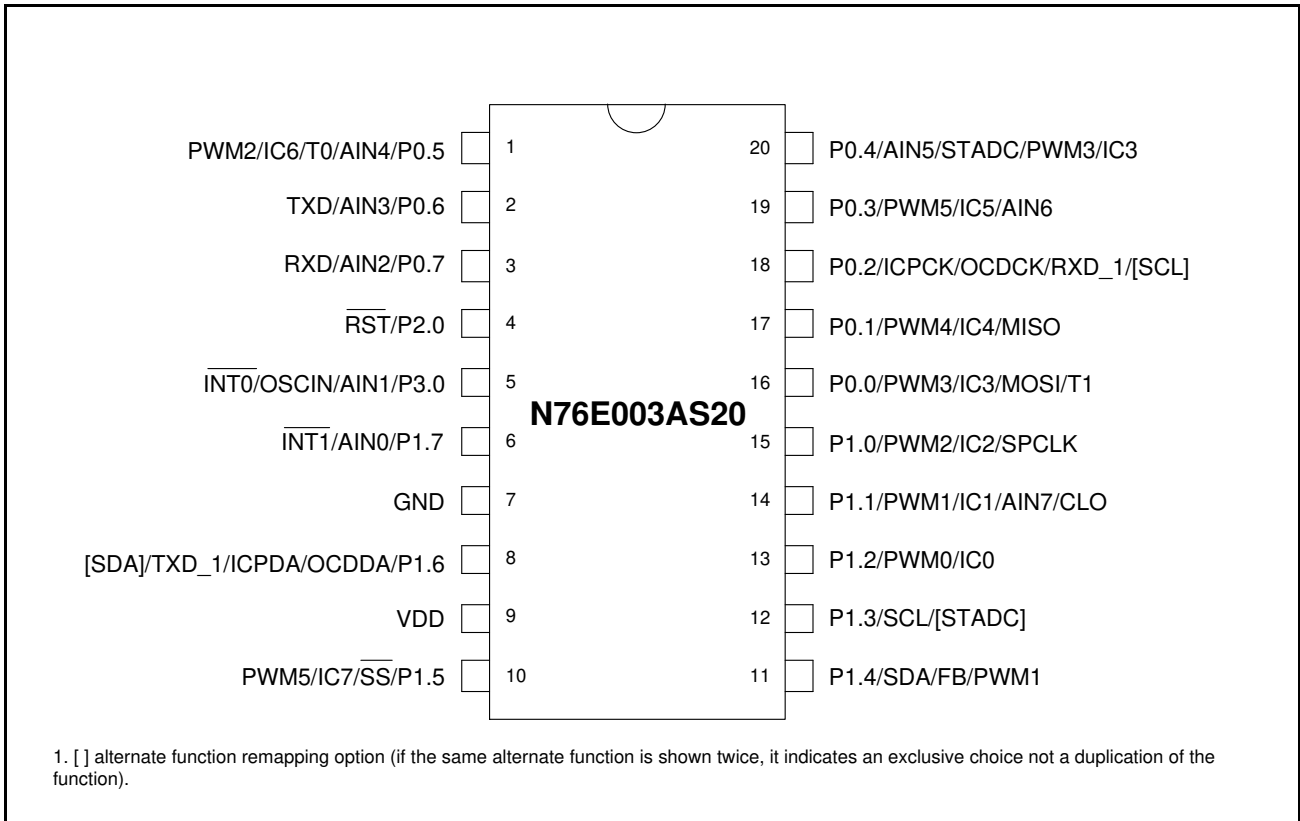 PWM2/IC6/T0/AIN4/P0.5 1 20 P0.4/AIN5/STADC/PWM3/IC3
TXD/AIN3/P0.6 2 19 P0.3/PWM5/IC5/AIN6
RXD/AIN2/P0.7 3 18 P0.2/ICPCK/OCDCK/RXD_1/[SCL]
RST/P2.0 4 17 P0.1/PWM4/IC4/MISO
INT0/OSCIN/AIN1/P3.0 5 16 P0.0/PWM3/IC3/MOSI/T1
N76E003AS20
INT1/AIN0/P1.7 6 15 P1.0/PWM2/IC2/SPCLK
GND 7 14 P1.1/PWM1/IC1/AIN7/CLO
[SDA]/TXD_1/ICPDA/OCDDA/P1.6 8 13 P1.2/PWM0/IC0
VDD 9 12 P1.3/SCL/[STADC]
PWM5/IC7/SS/P1.5 10 11 P1.4/SDA/FB/PWM1
1. [ ] alternate function remapping option (if the same alternate function is shown twice, it indicates an exclusive choice not a duplication of the
function).